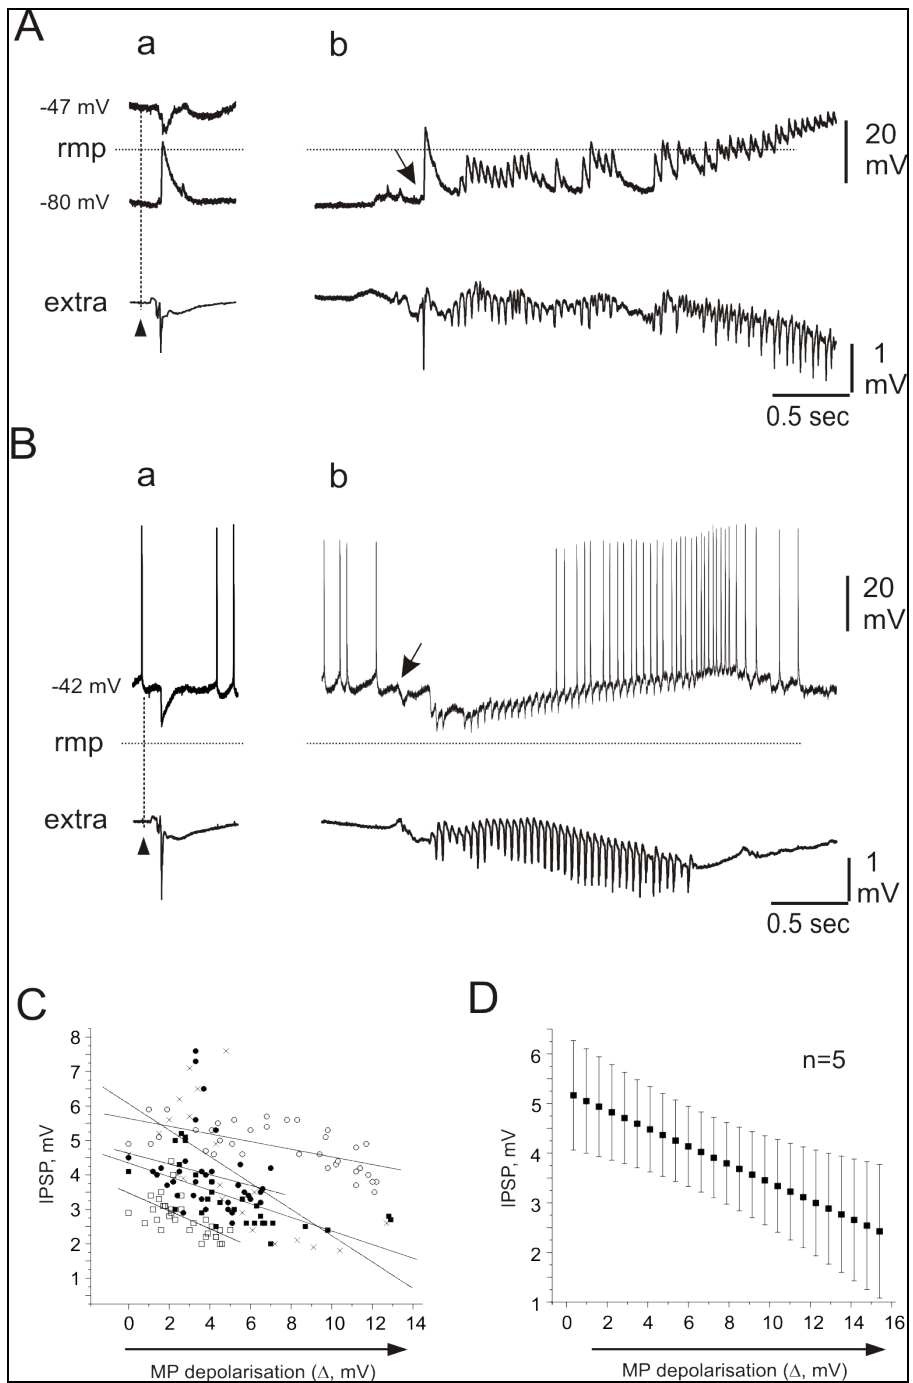 A
a b
-47 mV
rmp
20
mV
-80 mV
extra
1
mV
0.5 sec
B
a b
20
mV
-42 mV
rmp
extra
1
mV
0.5 sec
C
8
7
6
5
4
3
2
1
IPSP, mV
0 2 4 6 8 10 12 14
MP depolarisation (Δ, mV)
D
n=5
6
5
4
3
2
1
IPSP, mV
0 2 4 6 8 10 12 14 16
MP depolarisation (Δ, mV)